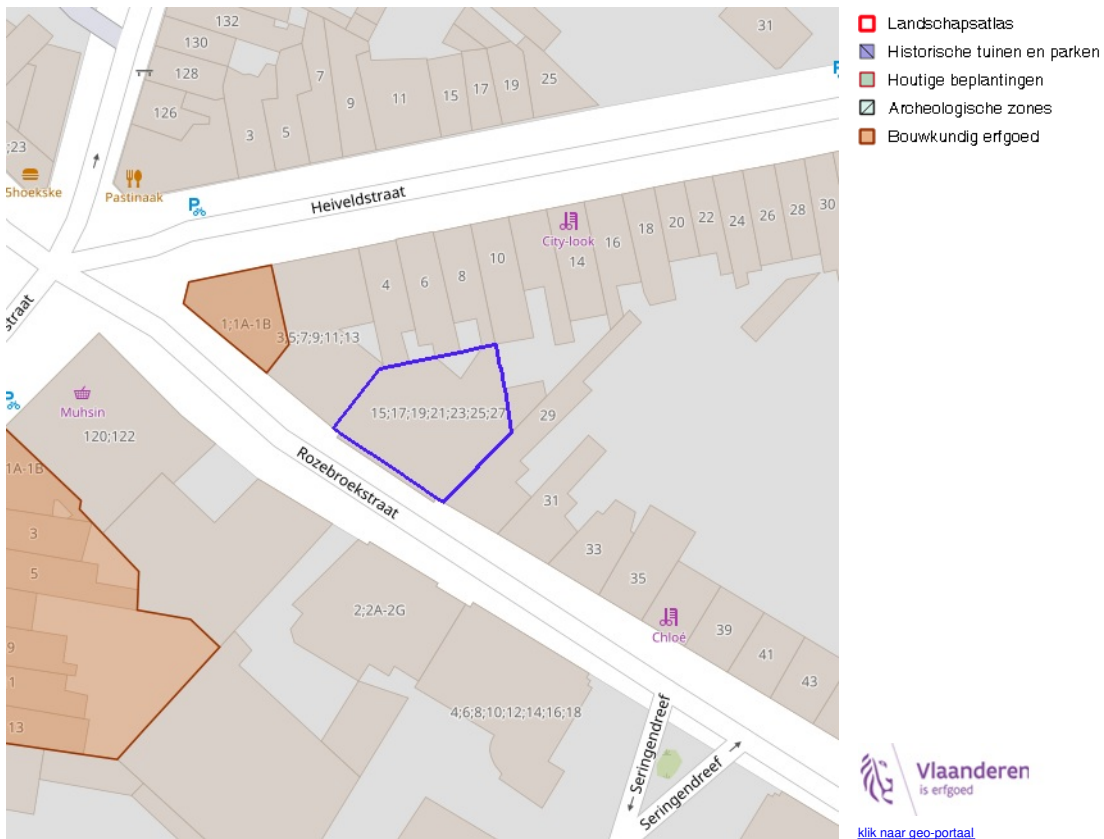 132
130
128
126
7
9
11
15
17
19
25
31
3
5
;23
5hoekske
Pastinaak
Heiveldstraat
City-look
4
6
8
10
14
16
18
20
22
24
26
28
30
straat
1;1A-1B
3;5;7;9;11;13
15;17;19;21;23;25;27
29
Muhsin
120;122
Rozebroekstraat
1A-1B
3
5
9
1
13
31
33
35
Chloé
39
41
43
2;2A-2G
4;6;8;10;12;14;16;18
← Seringendreef
Seringendreef →
Landschapsatlas
Historische tuinen en parken
Houtige beplantingen
Archeologische zones
Bouwkundig erfgoed
Vlaanderen
is erfgoed
klik naar geo-portaal